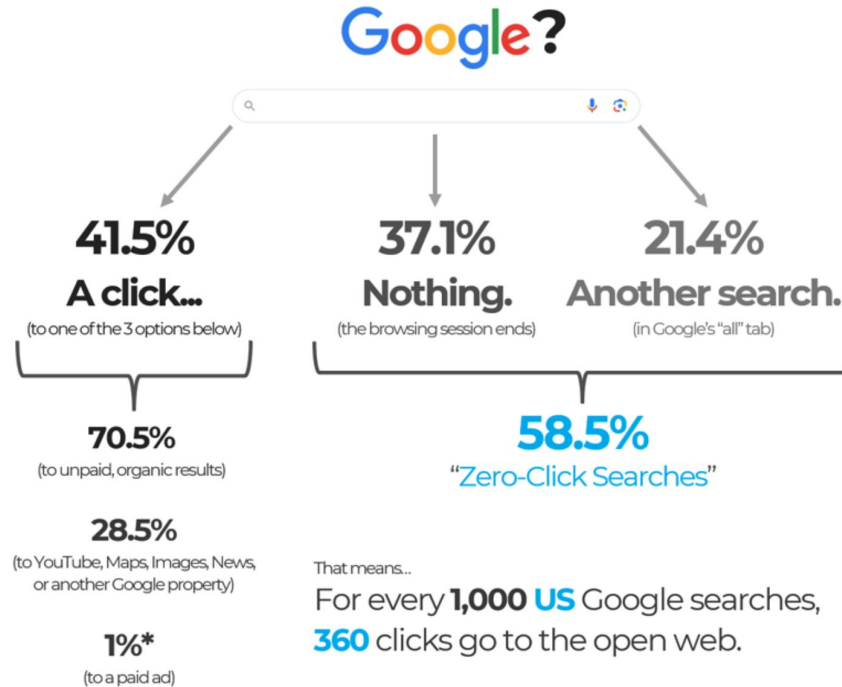 Google?
41.5%
A click...
(to one of the 3 options below)
70.5%
(to unpaid, organic results)
28.5%
(to YouTube, Maps, Images, News,
or another Google property)
1%*
(to a paid ad)
37.1%
Nothing.
(the browsing session ends)
21.4%
Another search.
(in Google's "all" tab)
58.5%
“Zero-Click Searches”
That means...
For every 1,000 US Google searches,
360 clicks go to the open web.